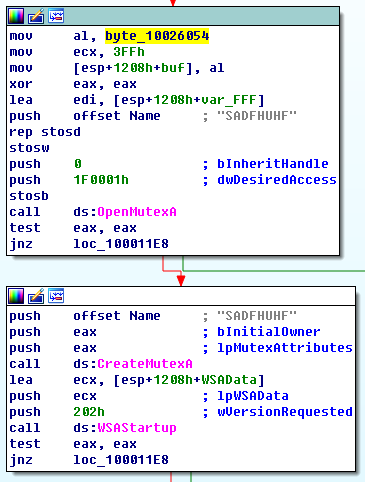 mov al, byte_10026054
mov ecx, 3FFh
mov [esp+1208h+buf], al
xor eax, eax
lea edi, [esp+1208h+var_FFF]
push offset Name ; "SADFHUHF"
rep stosd
stosw
push 0 ; bInheritHandle
push 1F0001h ; dwDesiredAccess
stosb
call ds:OpenMutexA
test eax, eax
jnz loc_100011E8
push offset Name ; "SADFHUHF"
push eax ; bInitialOwner
push eax ; lpMutexAttributes
call ds:CreateMutexA
lea ecx, [esp+1208h+WSAData]
push ecx ; lpWSAData
push 202h ; wVersionRequested
call ds:WSAStartup
test eax, eax
jnz loc_100011E8